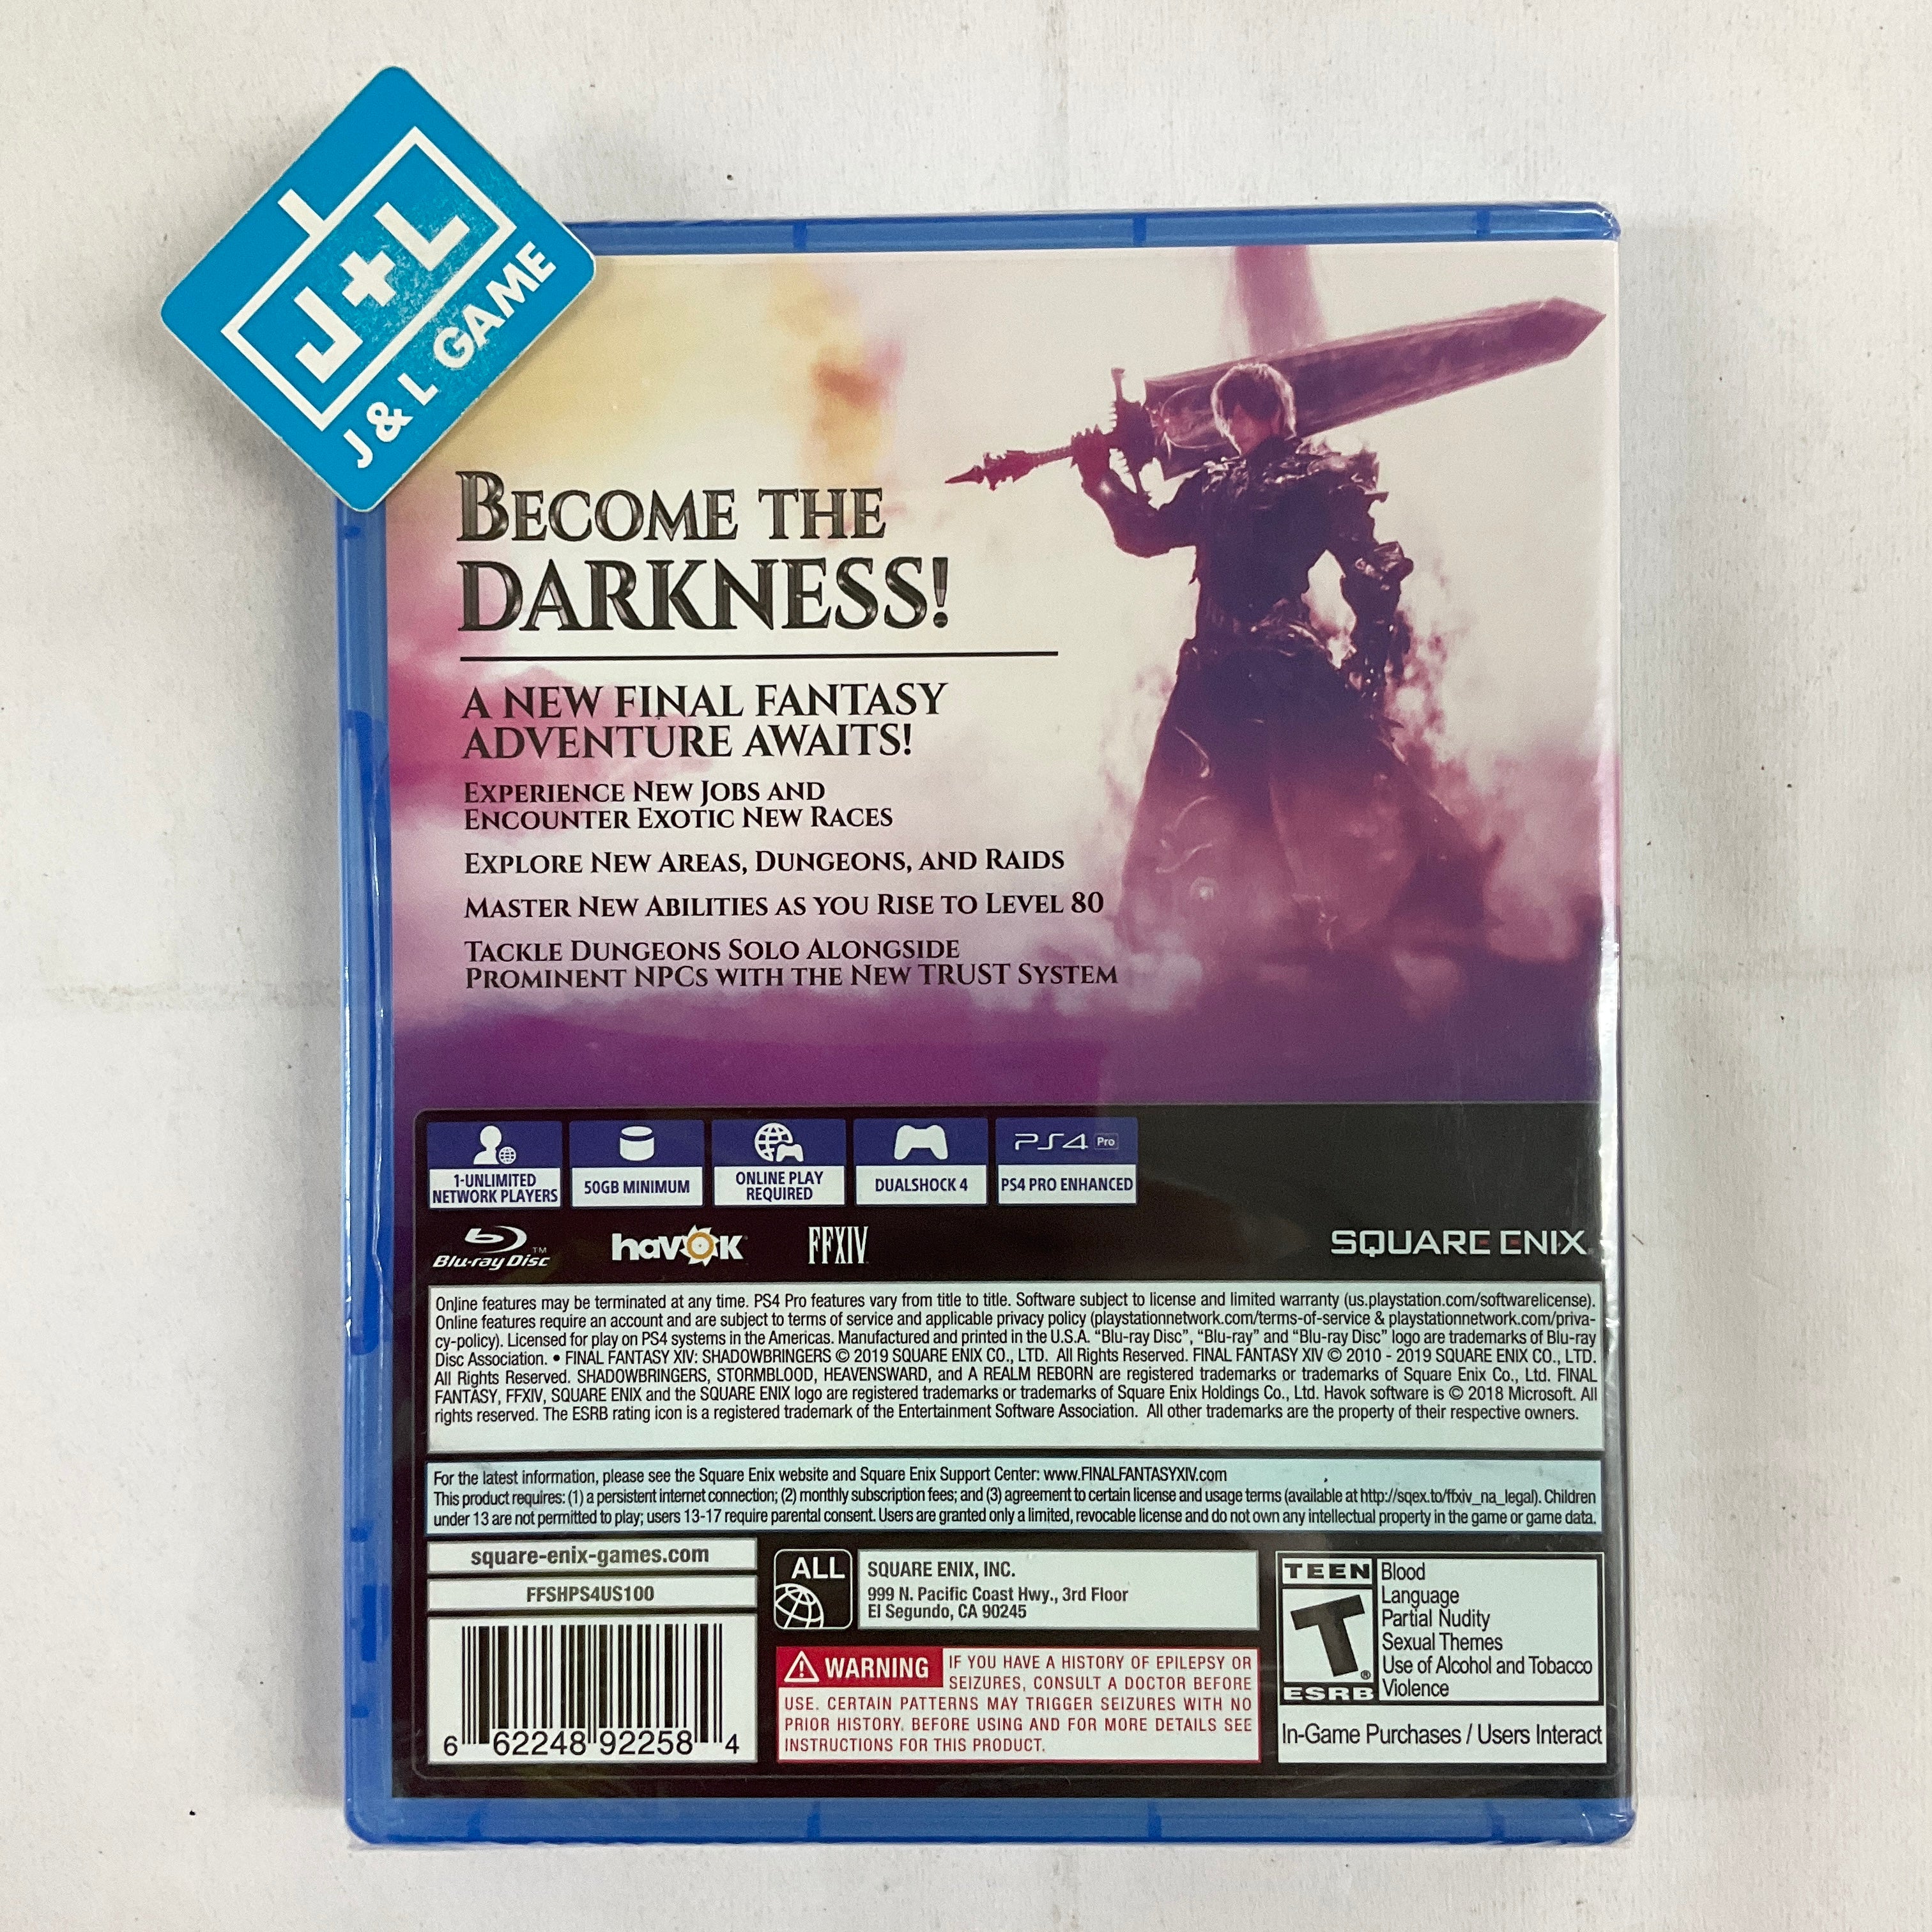 J+L
J & L GAME
BECOME THE
DARKNESS!
A NEW FINAL FANTASY
ADVENTURE AWAITS!
EXPERIENCE NEW JOBS AND
ENCOUNTER EXOTIC NEW RACES
EXPLORE NEW AREAS, DUNGEONS, AND RAIDS
MASTER NEW ABILITIES AS YOU RISE TO LEVEL 80
TACKLE DUNGEONS SOLO ALONGSIDE
PROMINENT NPCS WITH THE NEW TRUST SYSTEM
1-UNLIMITED
NETWORK PLAYERS
50GB MINIMUM
ONLINE PLAY
REQUIRED
DUALSHOCK 4
PS4 Pro
PS4 PRO ENHANCED
Blu-ray Disc™
havok
FFXIV
SQUARE ENIX
Online features may be terminated at any time. PS4 Pro features vary from title to title. Software subject to license and limited warranty (us.playstation.com/softwarelicense).
Online features require an account and are subject to terms of service and applicable privacy policy (playstationnetwork.com/terms-of-service & playstationnetwork.com/priva-
cy-policy). Licensed for play on PS4 systems in the Americas. Manufactured and printed in the U.S.A. “Blu-ray Disc”, “Blu-ray” and “Blu-ray Disc” logo are trademarks of Blu-ray
Disc Association. • FINAL FANTASY XIV: SHADOWBRINGERS © 2019 SQUARE ENIX CO., LTD. All Rights Reserved. FINAL FANTASY XIV © 2010 - 2019 SQUARE ENIX CO., LTD.
All Rights Reserved. SHADOWBRINGERS, STORMBLOOD, HEAVENSWARD, and A REALM REBORN are registered trademarks or trademarks of Square Enix Co., Ltd. FINAL
FANTASY, FFXIV, SQUARE ENIX and the SQUARE ENIX logo are registered trademarks or trademarks of Square Enix Holdings Co., Ltd. Havok software is © 2018 Microsoft. All
rights reserved. The ESRB rating icon is a registered trademark of the Entertainment Software Association. All other trademarks are the property of their respective owners.
For the latest information, please see the Square Enix website and Square Enix Support Center: www.FINALFANTASYXIV.com
This product requires: (1) a persistent internet connection; (2) monthly subscription fees; and (3) agreement to certain license and usage terms (available at http://sqex.to/ffxiv_na_legal). Children
under 13 are not permitted to play; users 13-17 require parental consent. Users are granted only a limited, revocable license and do not own any intellectual property in the game or game data.
square-enix-games.com
FFSHPS4US100
6 62248 92258 4
ALL
SQUARE ENIX, INC.
999 N. Pacific Coast Hwy., 3rd Floor
El Segundo, CA 90245
WARNING IF YOU HAVE A HISTORY OF EPILEPSY OR
SEIZURES, CONSULT A DOCTOR BEFORE
USE. CERTAIN PATTERNS MAY TRIGGER SEIZURES WITH NO
PRIOR HISTORY. BEFORE USING AND FOR MORE DETAILS SEE
INSTRUCTIONS FOR THIS PRODUCT.
TEEN
T®
ESRB
Blood
Language
Partial Nudity
Sexual Themes
Use of Alcohol and Tobacco
Violence
In-Game Purchases / Users Interact